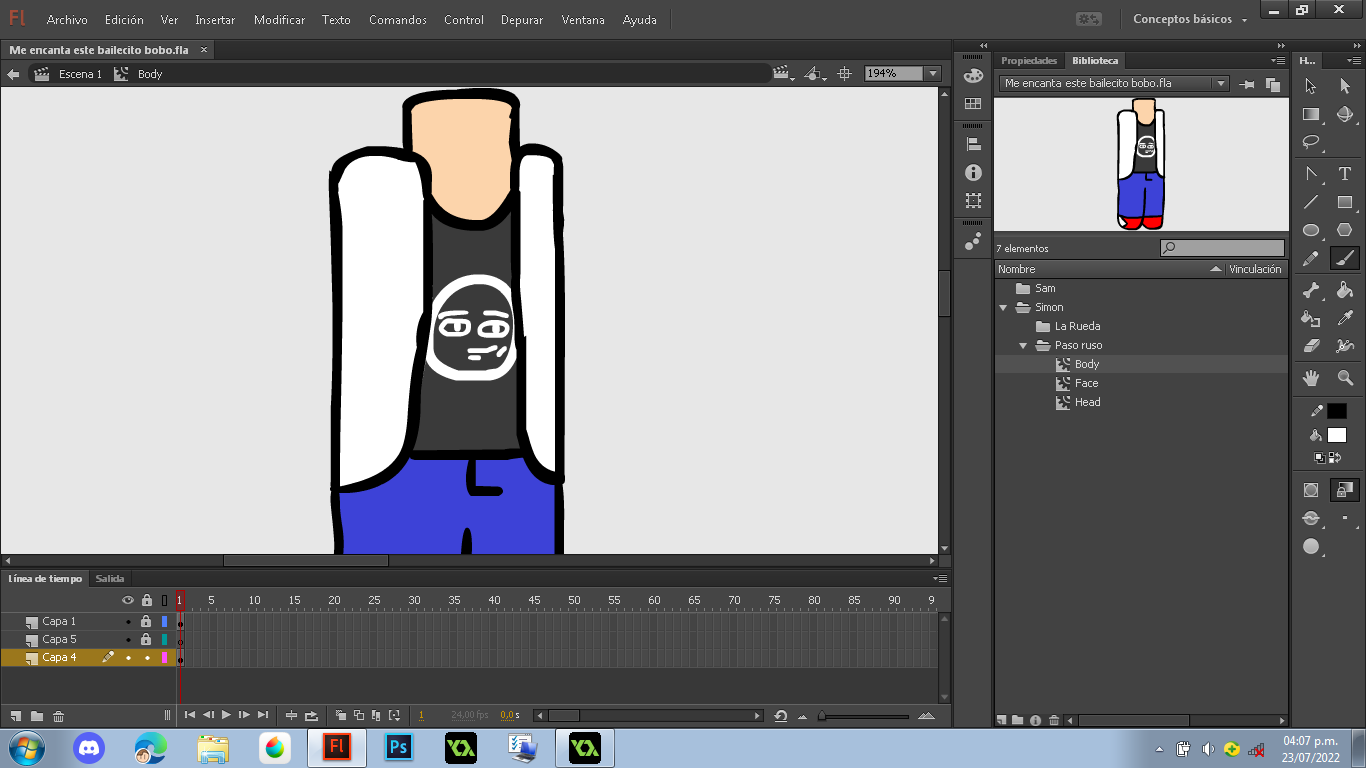 Fl Archivo Edición Ver Insertar Modificar Texto Comandos Control Depurar Ventana Ayuda Conceptos básicos
Me encanta este bailecito bobo.fla ×
Escena 1 Body 194%
Propiedades Biblioteca
Me encanta este bailecito bobo.fla
7 elementos
Nombre Vinculación
Sam
Simon
La Rueda
Paso ruso
Body
Face
Head
H...
T
Línea de tiempo Salida
1 5 10 15 20 25 30 35 40 45 50 55 60 65 70 75 80 85 90 9
Capa 1
Capa 5
Capa 4
1 24,00 fps 0,0 s
Fl Ps
04:07 p.m.
23/07/2022